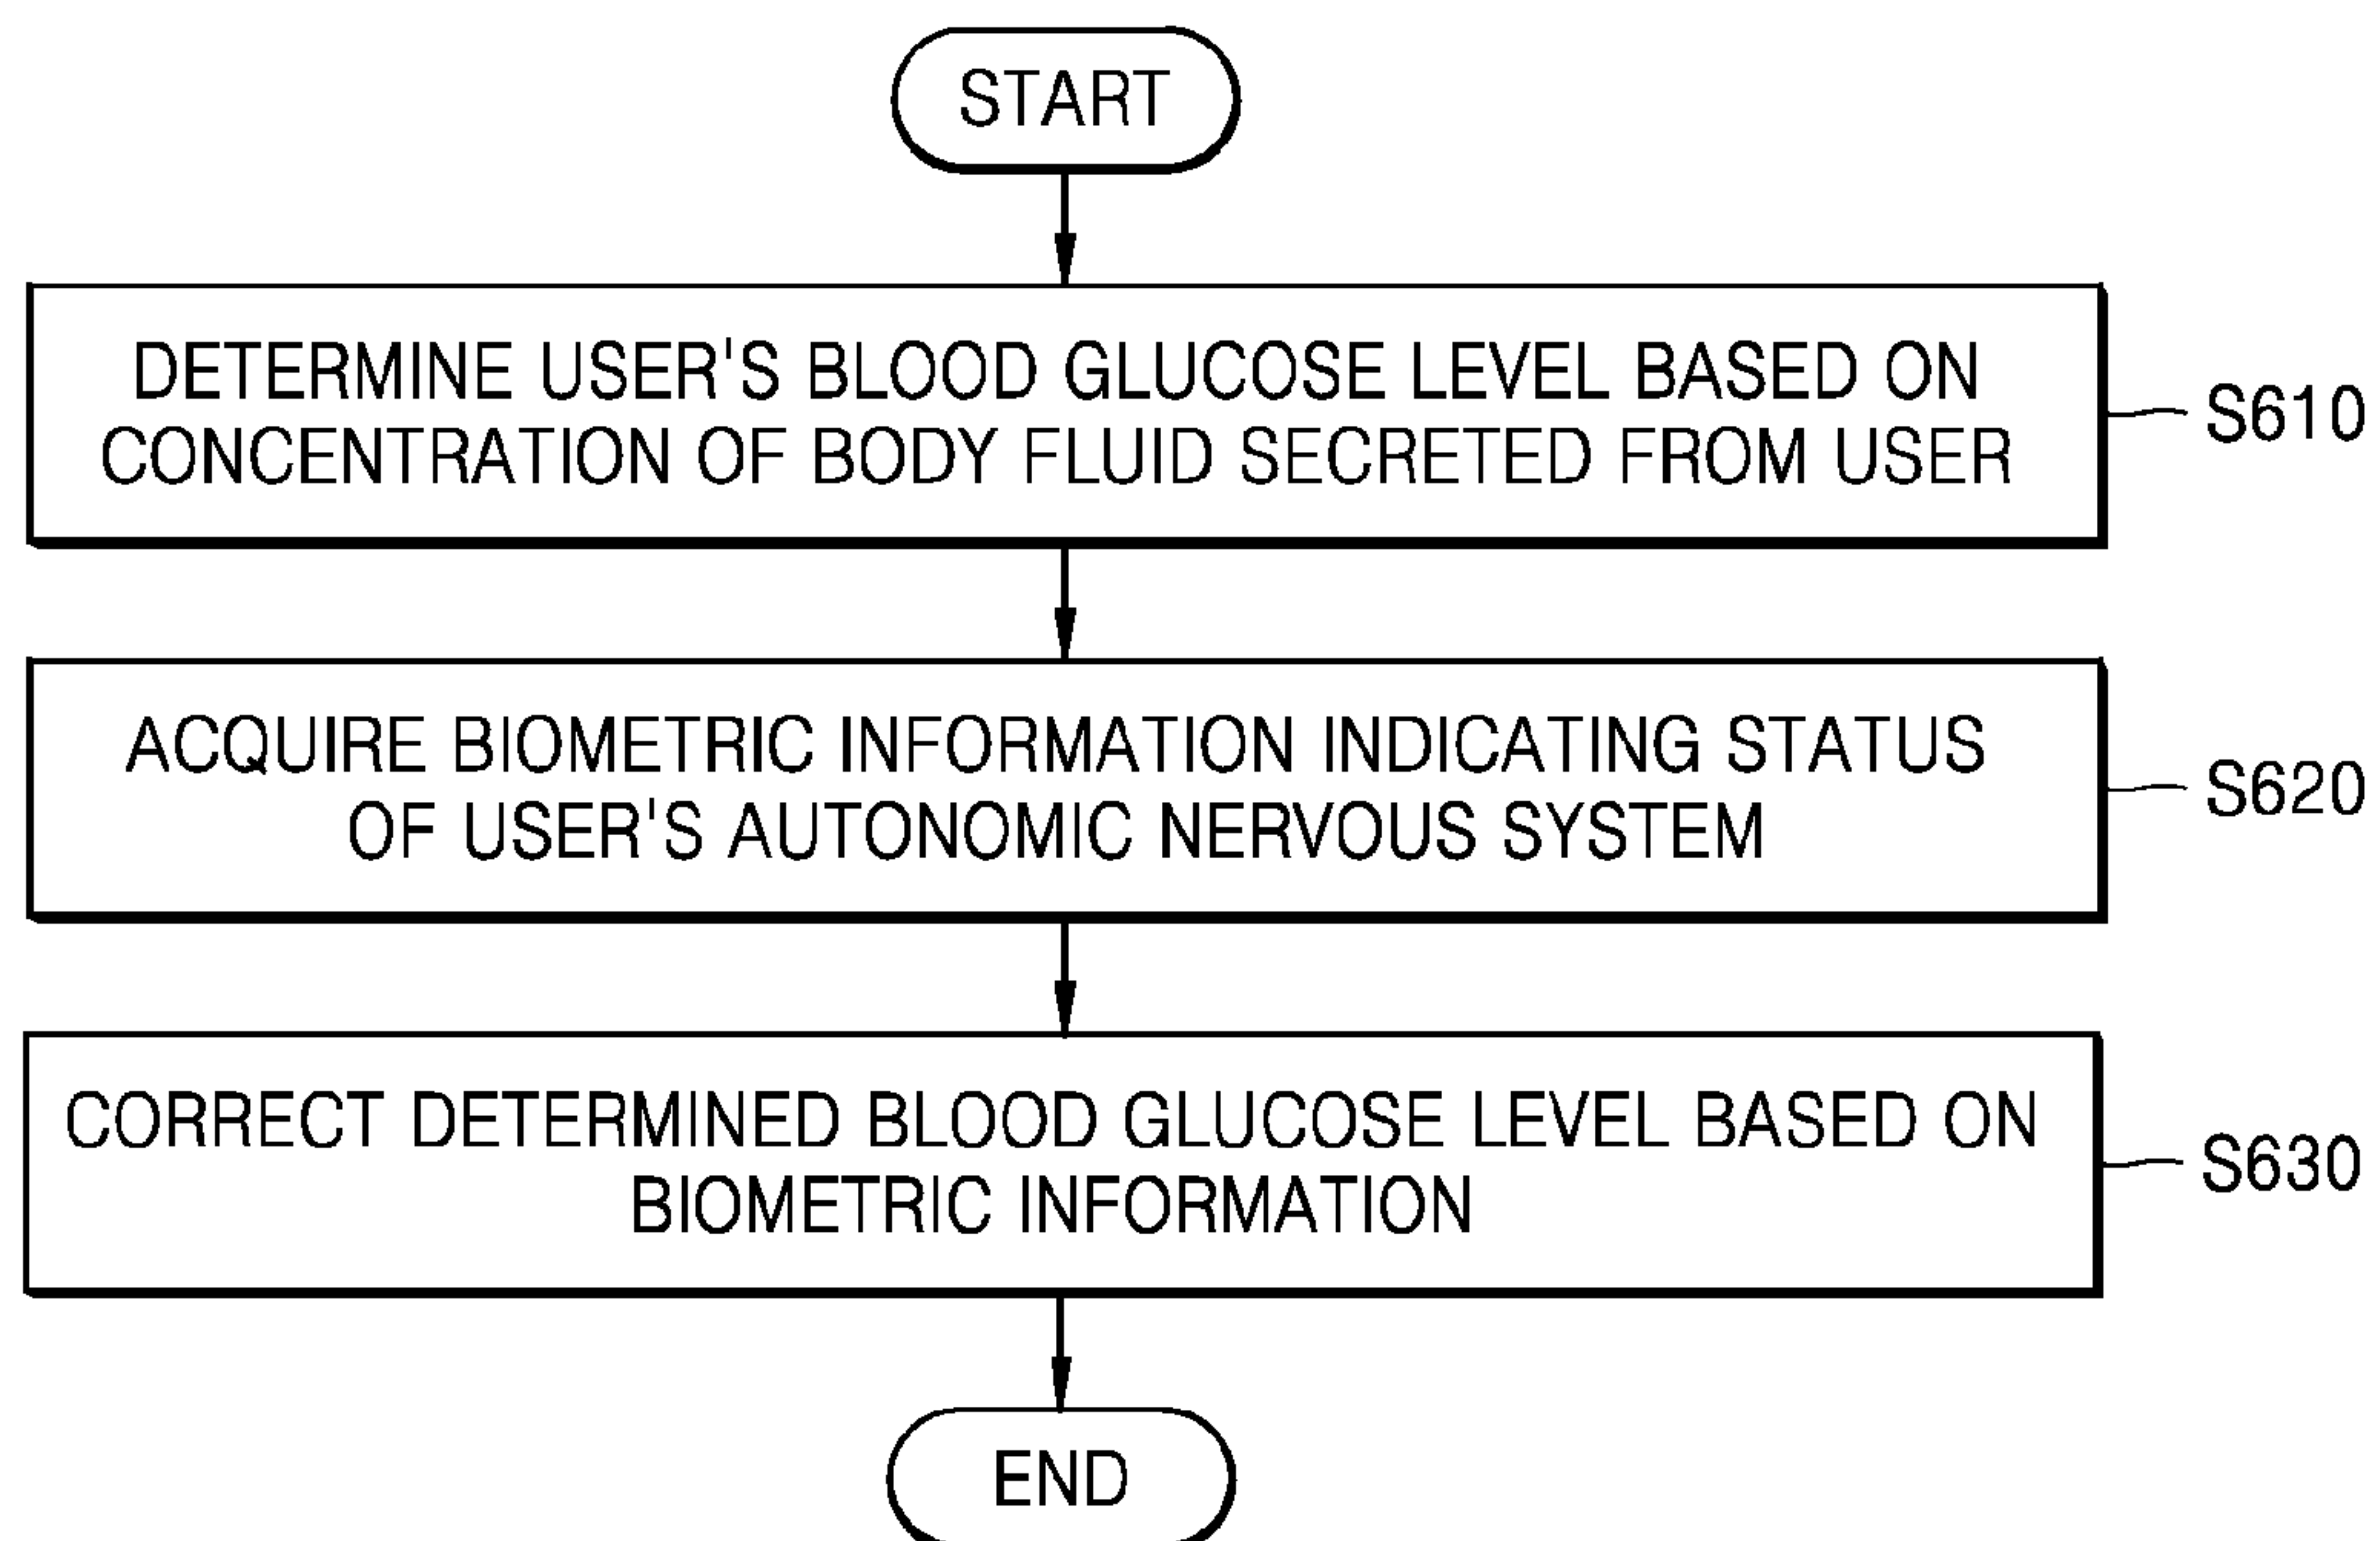 START
DETERMINE USER'S BLOOD GLUCOSE LEVEL BASED ON
CONCENTRATION OF BODY FLUID SECRETED FROM USER
S610
ACQUIRE BIOMETRIC INFORMATION INDICATING STATUS
OF USER'S AUTONOMIC NERVOUS SYSTEM
S620
CORRECT DETERMINED BLOOD GLUCOSE LEVEL BASED ON
BIOMETRIC INFORMATION
S630
END